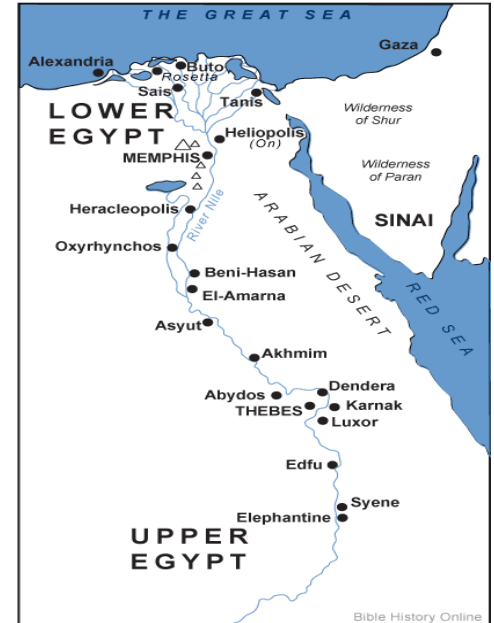 THE GREAT SEA
Gaza
Alexandria
Buto
Rosetta
Sais
Tanis
LOWER
EGYPT
Wilderness
of Shur
Heliopolis
(On)
MEMPHIS
Wilderness
of Paran
Heracleopolis
River Nile
SINAI
ARABIAN DESERT
Oxyrhynchos
Beni-Hasan
El-Amarna
RED SEA
Asyut
Akhmim
Dendera
Abydos
THEBES
Karnak
Luxor
Edfu
Syene
Elephantine
UPPER
EGYPT
Bible History Online